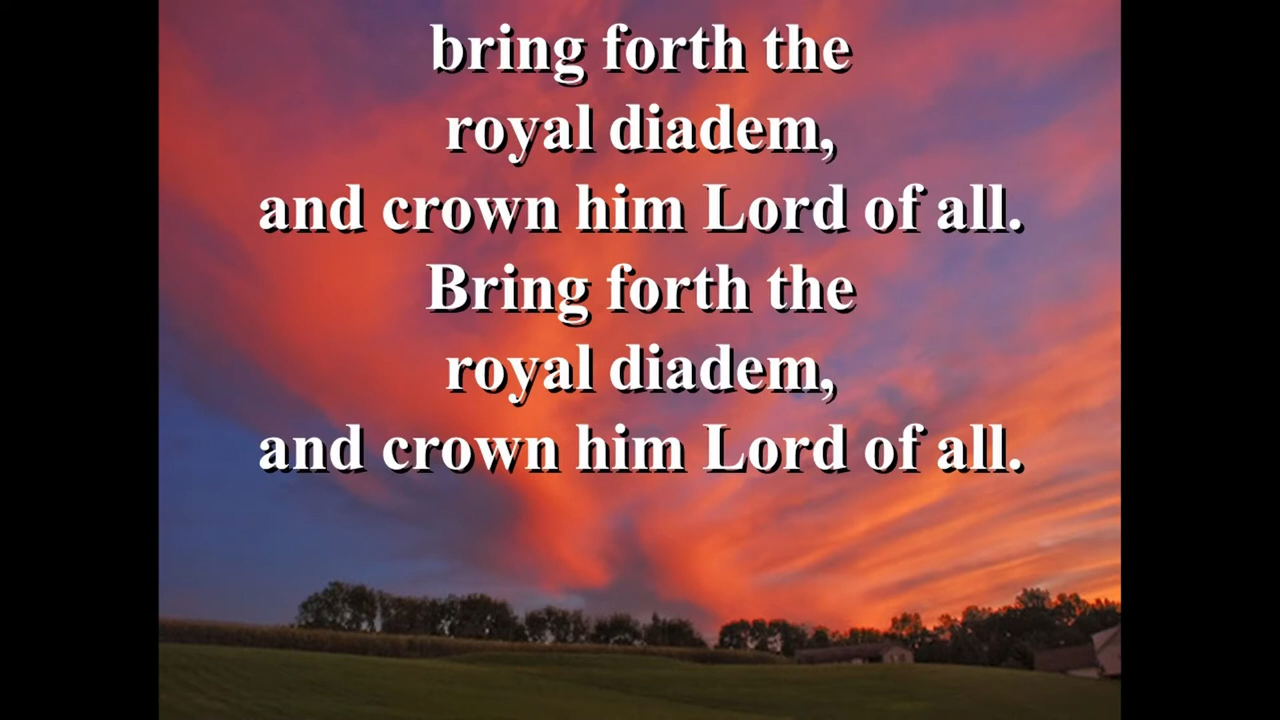 bring forth the
royal diadem,
and crown him Lord of all.
Bring forth the
royal diadem,
and crown him Lord of all.